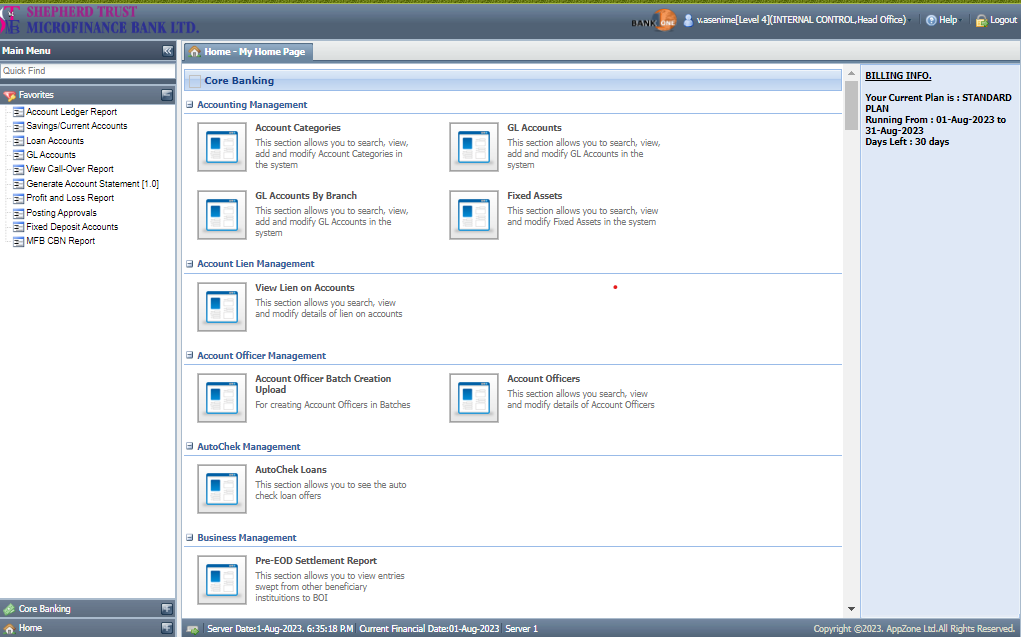 SHEPHERD TRUST
MICROFINANCE BANK LTD.
BANK ONE
v.asenime[Level 4](INTERNAL CONTROL,Head Office)
Help
Logout
Main Menu
Quick Find
Favorites
Account Ledger Report
Savings/Current Accounts
Loan Accounts
GL Accounts
View Call-Over Report
Generate Account Statement [1.0]
Profit and Loss Report
Posting Approvals
Fixed Deposit Accounts
MFB CBN Report
Core Banking
Home
Home - My Home Page
Core Banking
Accounting Management
Account Categories
This section allows you to search, view,
add and modify Account Categories in
the system
GL Accounts
This section allows you to search, view,
add and modify GL Accounts in the
system
GL Accounts By Branch
This section allows you to search, view,
add and modify GL Accounts in the
system
Fixed Assets
This section allows you to search, view
and modify Fixed Assets in the system
Account Lien Management
View Lien on Accounts
This section allows you search, view
and modify details of lien on accounts
Account Officer Management
Account Officer Batch Creation
Upload
For creating Account Officers in Batches
Account Officers
This section allows you search, view
and modify details of Account Officers
AutoChek Management
AutoChek Loans
This section allows you to see the auto
check loan offers
Business Management
Pre-EOD Settlement Report
This section allows you to view entries
swept from other beneficiary
instituitions to BOI
BILLING INFO.
Your Current Plan is : STANDARD
PLAN
Running From : 01-Aug-2023 to
31-Aug-2023
Days Left : 30 days
Server Date:1-Aug-2023. 6:35:18 P.M
Current Financial Date:01-Aug-2023
Server 1
Copyright ©2023. AppZone Ltd.All Rights Reserved.